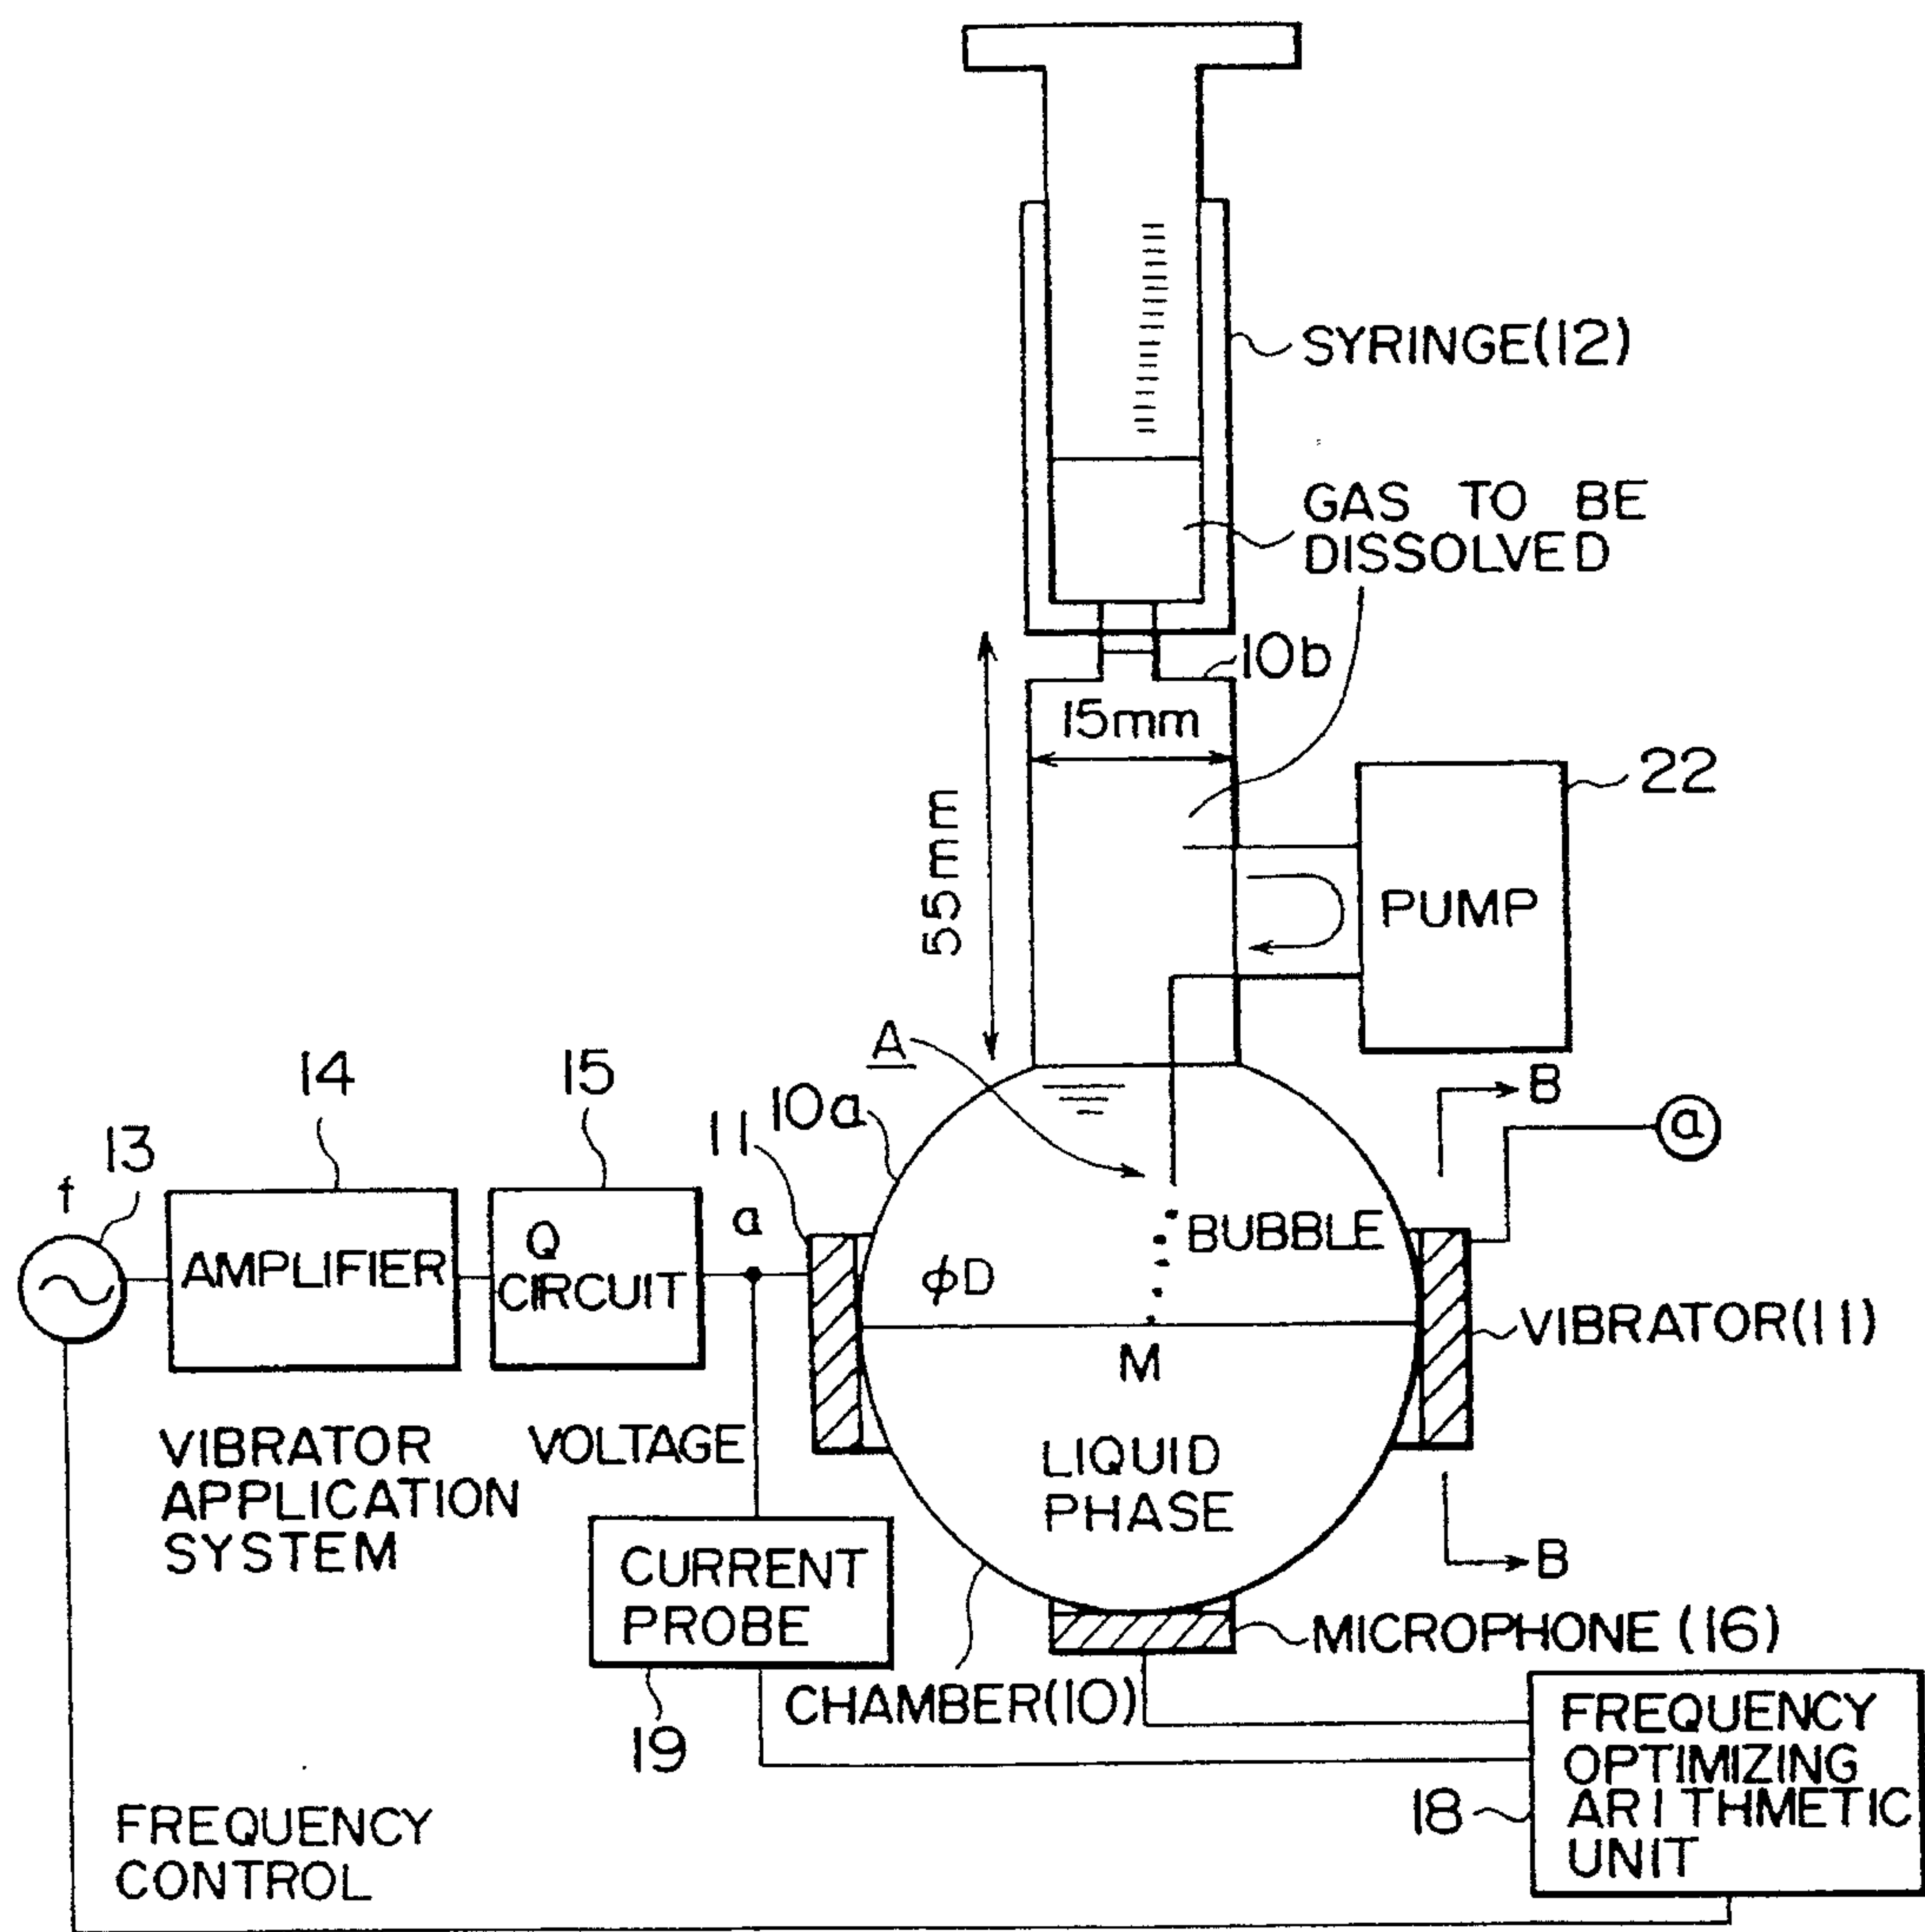 SYRINGE(12)
GAS TO BE
DISSOLVED
10b
15mm
55mm
22
PUMP
A
B
a
14
15
11
10a
13
f
AMPLIFIER
Q
CIRCUIT
a
BUBBLE
φD
VIBRATOR(11)
M
VIBRATOR
APPLICATION
SYSTEM
VOLTAGE
LIQUID
PHASE
B
CURRENT
PROBE
MICROPHONE (16)
CHAMBER(10)
19
FREQUENCY
OPTIMIZING
ARITHMETIC
UNIT
18
FREQUENCY
CONTROL